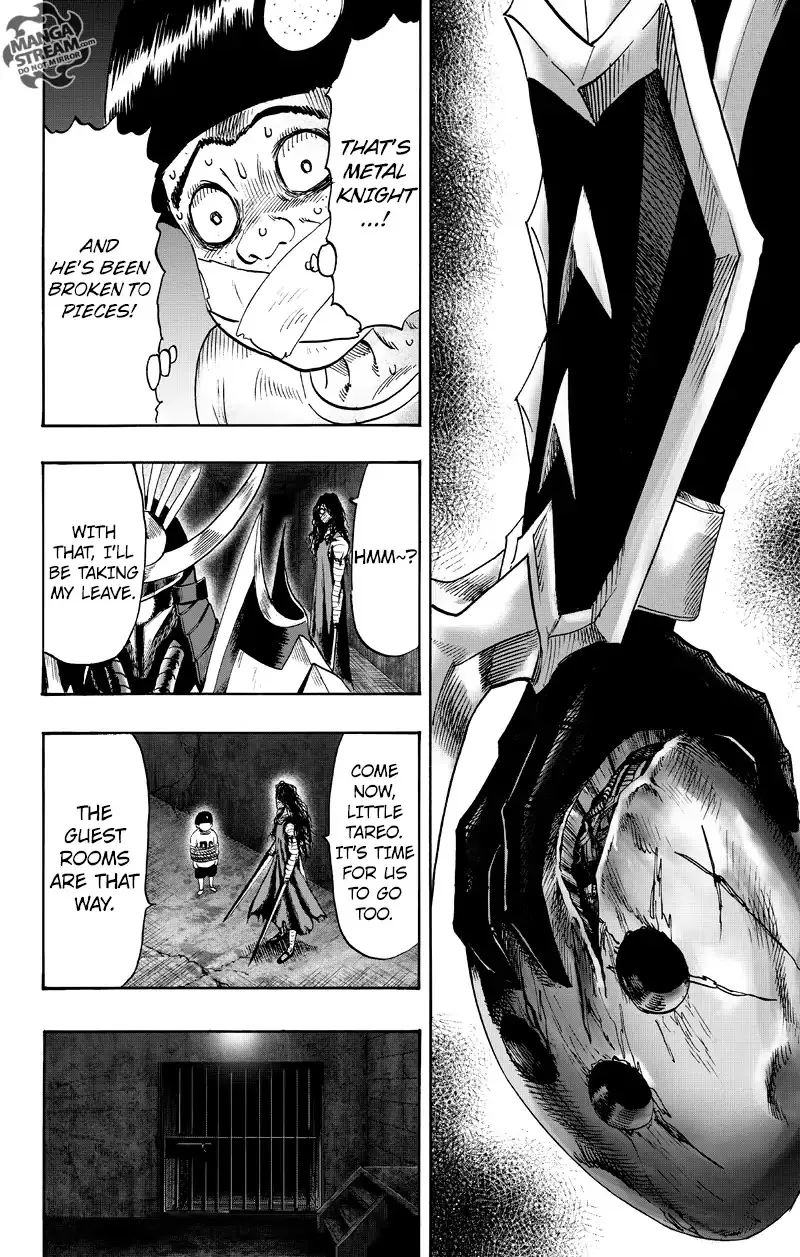 MANGA
STREAM.com
DO NOT MIRROR
THAT'S
METAL
KNIGHT
...!
AND
HE'S BEEN
BROKEN TO
PIECES!
HMM~?
WITH
THAT, I'LL
BE TAKING
MY LEAVE.
COME
NOW,
LITTLE
TAREO.
IT'S TIME
FOR US
TO GO
TOO.
THE
GUEST
ROOMS
ARE THAT
WAY.